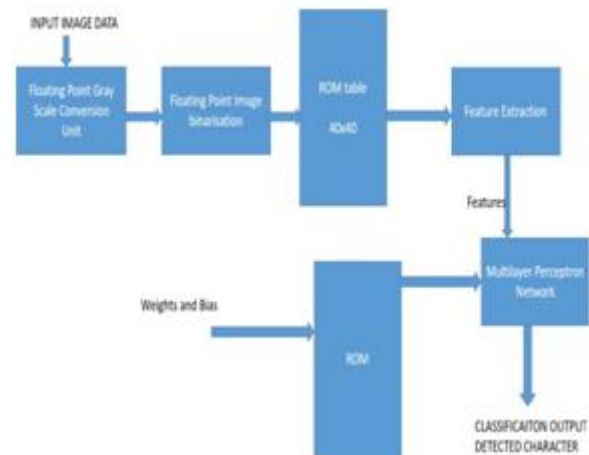 INPUT IMAGE DATA
Floating Point Gray
Scale Conversion
Unit
Floating Point Image
binarisation
ROM table
40x40
Feature Extraction
Features
Multilayer Perceptron
Network
Weights and Bias
ROM
CLASSIFICAITON OUTPUT
DETECTED CHARACTER